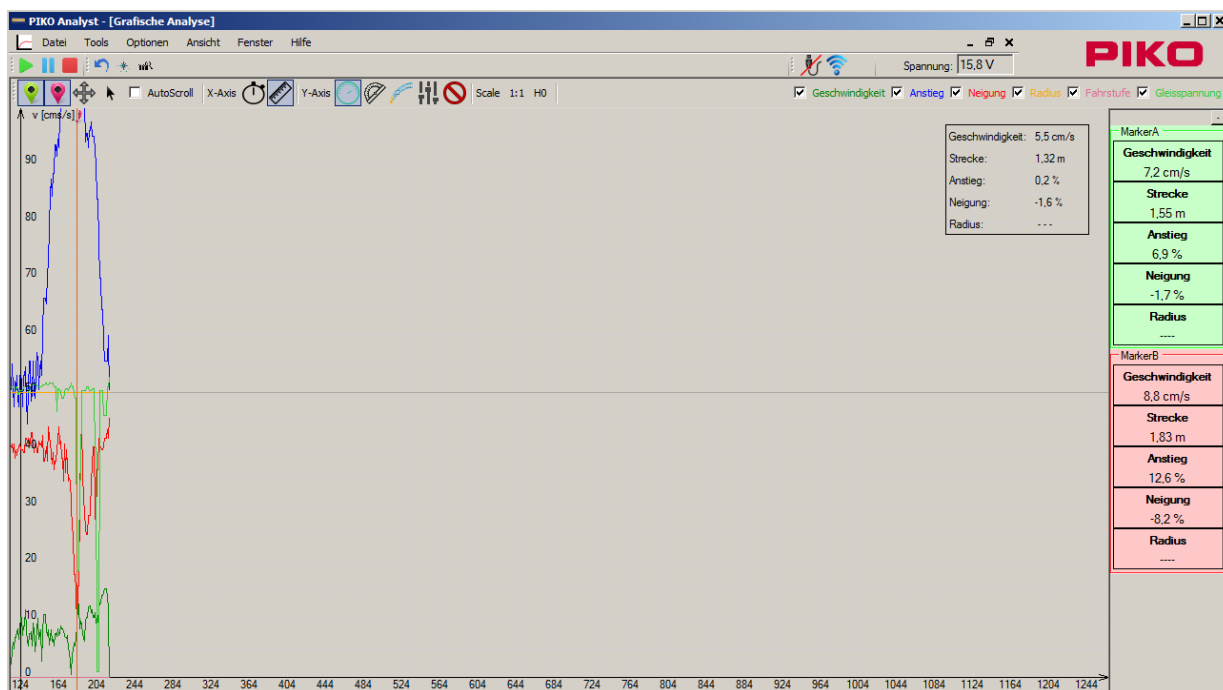 PIKO Analyst - [Grafische Analyse]
Datei Tools Optionen Ansicht Fenster Hilfe
PIKO
Spannung: 15,8 V
AutoScroll X-Axis Y-Axis Scale 1:1 H0
Geschwindigkeit Anstieg Neigung Radius Fahrstufe Gleisspannung
v [cms/s]
90
80
70
60
50
40
30
20
10
0
124 164 204 244 284 324 364 404 444 484 524 564 604 644 684 724 764 804 844 884 924 964 1004 1044 1084 1124 1164 1204 1244
Geschwindigkeit: 5,5 cm/s
Strecke: 1,32 m
Anstieg: 0,2 %
Neigung: -1,6 %
Radius: - - -
MarkerA
Geschwindigkeit
7,2 cm/s
Strecke
1,55 m
Anstieg
6,9 %
Neigung
-1,7 %
Radius
----
MarkerB
Geschwindigkeit
8,8 cm/s
Strecke
1,83 m
Anstieg
12,6 %
Neigung
-8,2 %
Radius
----